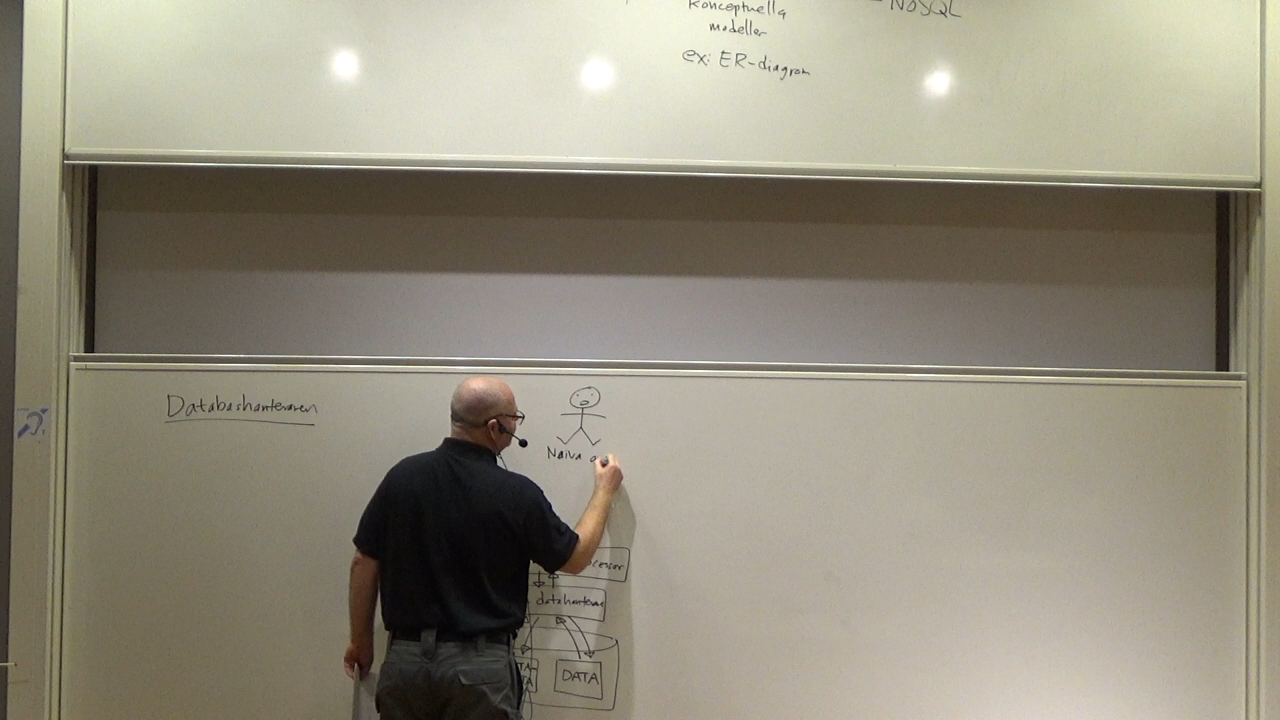 Konceptuella
modeller
ex: ER-diagram
- NoSQL
Databashanteraren
Naiva
datahanterare
DATA